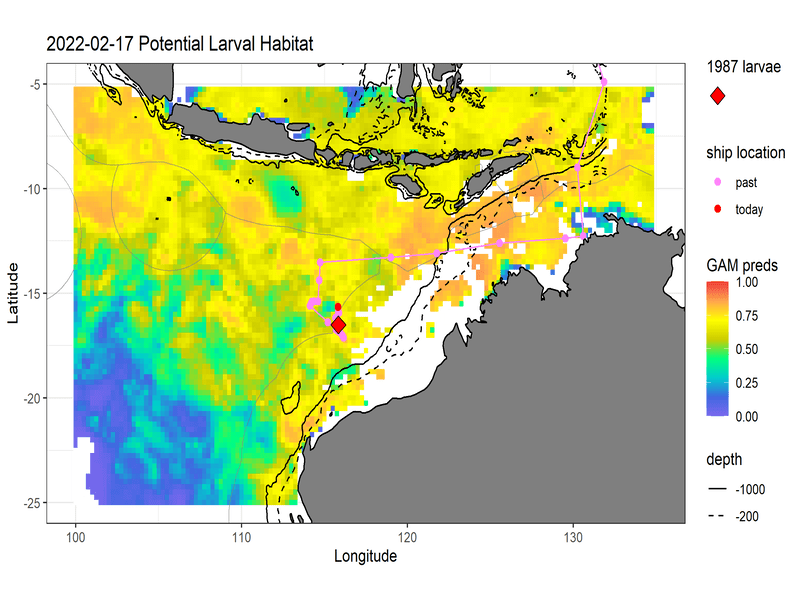 2022-02-17 Potential Larval Habitat
-5
-10
-15
-20
-25
Latitude
100
110
120
130
Longitude
1987 larvae
ship location
past
today
GAM preds
1.00
0.75
0.50
0.25
0.00
depth
-1000
-200